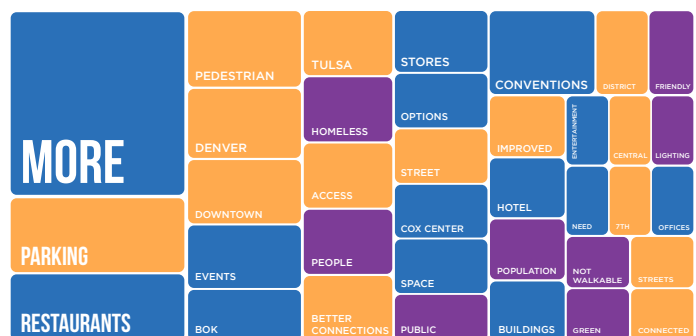 MORE
PARKING
RESTAURANTS
PEDESTRIAN
DENVER
DOWNTOWN
EVENTS
BOK
TULSA
HOMELESS
ACCESS
PEOPLE
BETTER
CONNECTIONS
STORES
OPTIONS
STREET
COX CENTER
SPACE
PUBLIC
CONVENTIONS
DISTRICT
FRIENDLY
IMPROVED
ENTERTAINMENT
CENTRAL
LIGHTING
HOTEL
NEED
7TH
OFFICES
POPULATION
NOT
WALKABLE
STREETS
BUILDINGS
GREEN
CONNECTED